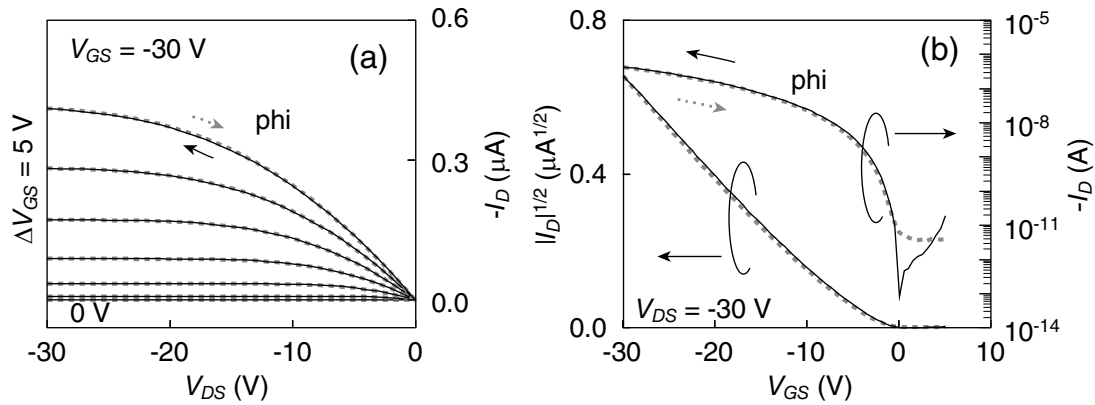 (a)
V_GS = -30 V
phi
0 V
ΔV_GS = 5 V
0.6
0.3
0.0
-I_D (μA)
-30
-20
-10
0
V_DS (V)
(b)
phi
V_DS = -30 V
0.8
0.4
0.0
|I_D|^1/2 (μA^1/2)
10^-5
10^-8
10^-11
10^-14
-I_D (A)
-30
-20
-10
0
10
V_GS (V)